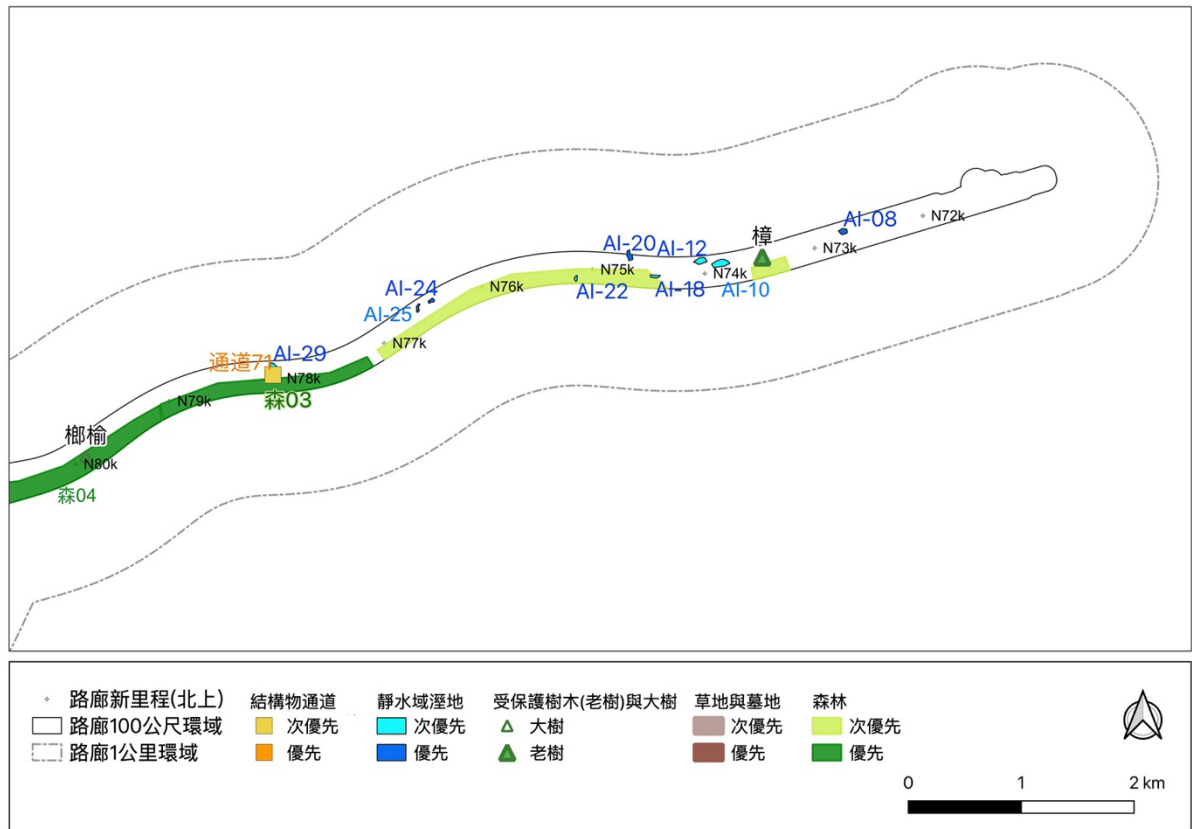 N72k
AI-08
樟
N73k
AI-20
AI-12
N75k
N74k
AI-22
AI-18
AI-10
AI-24
N76k
AI-25
N77k
通道71
AI-29
N78k
森03
N79k
榔榆
N80k
森04
路廊新里程(北上)
路廊100公尺環域
路廊1公里環域
結構物通道
次優先
優先
靜水域溼地
次優先
優先
受保護樹木(老樹)與大樹
大樹
老樹
草地與墓地
次優先
優先
森林
次優先
優先
0 1 2 km